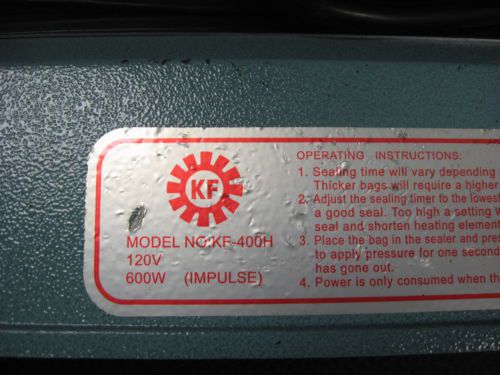 KF
MODEL NO:KF-400H
120V
600W (IMPULSE)
OPERATING INSTRUCTIONS:
1. Sealing time will vary depending
Thicker bags will require a higher
2. Adjust the sealing timer to the lowest
a good seal. Too high a setting
seal and shorten heating element
3. Place the bag in the sealer and
to apply pressure for one second
has gone out.
4. Power is only consumed when the